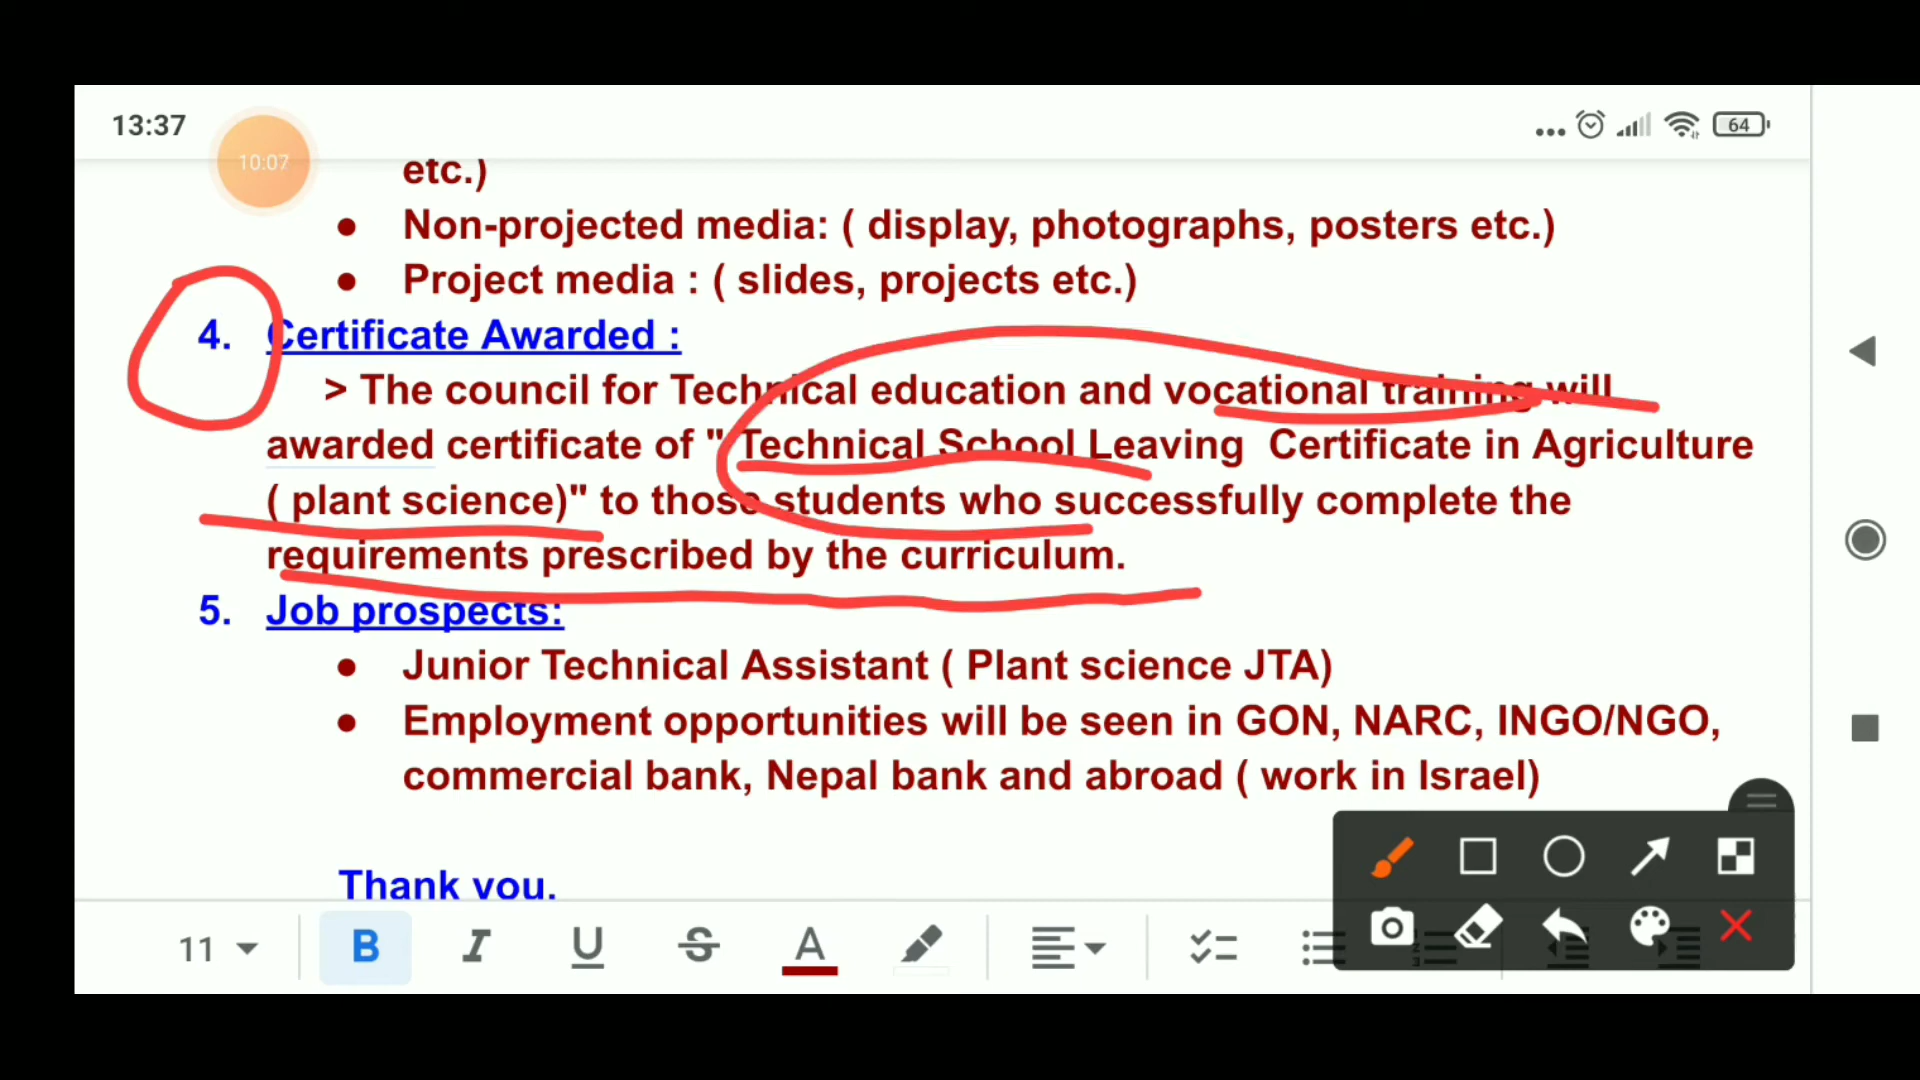 13:37
10:07
64
etc.)
● Non-projected media: ( display, photographs, posters etc.)
● Project media : ( slides, projects etc.)
4. Certificate Awarded :
> The council for Technical education and vocational training will
awarded certificate of " Technical School Leaving Certificate in Agriculture
( plant science)" to those students who successfully complete the
requirements prescribed by the curriculum.
5. Job prospects:
● Junior Technical Assistant ( Plant science JTA)
● Employment opportunities will be seen in GON, NARC, INGO/NGO,
commercial bank, Nepal bank and abroad ( work in Israel)
Thank you.
11 B I U S A